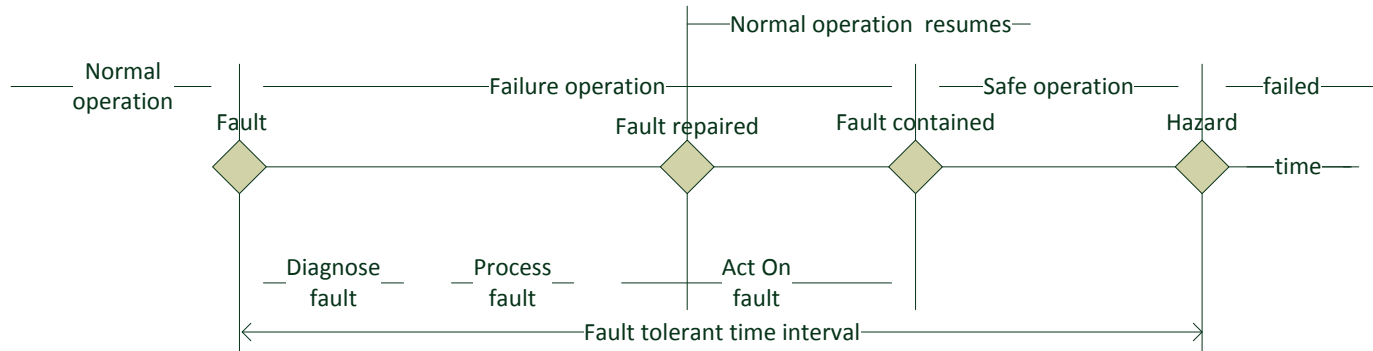 Normal operation resumes
Normal
operation
Failure operation
Safe operation
failed
Fault
Fault repaired
Fault contained
Hazard
time
Diagnose
fault
Process
fault
Act On
fault
Fault tolerant time interval